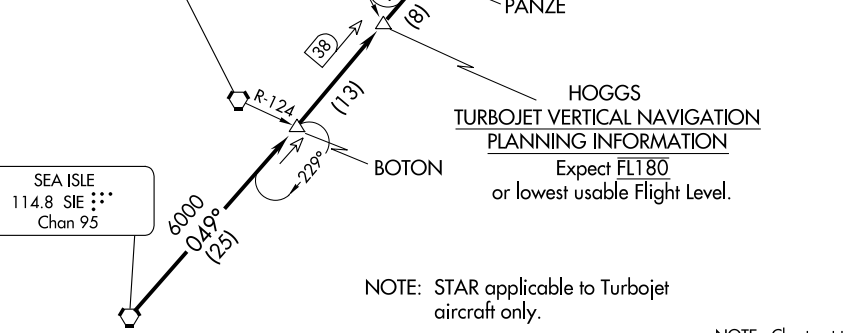 PANZE
(8)
38
(13)
R-124
HOGGS
TURBOJET VERTICAL NAVIGATION
PLANNING INFORMATION
Expect FL180
or lowest usable Flight Level.
BOTON
229°
SEA ISLE
114.8 SIE
Chan 95
6000
049°
(25)
NOTE: STAR applicable to Turbojet
aircraft only.